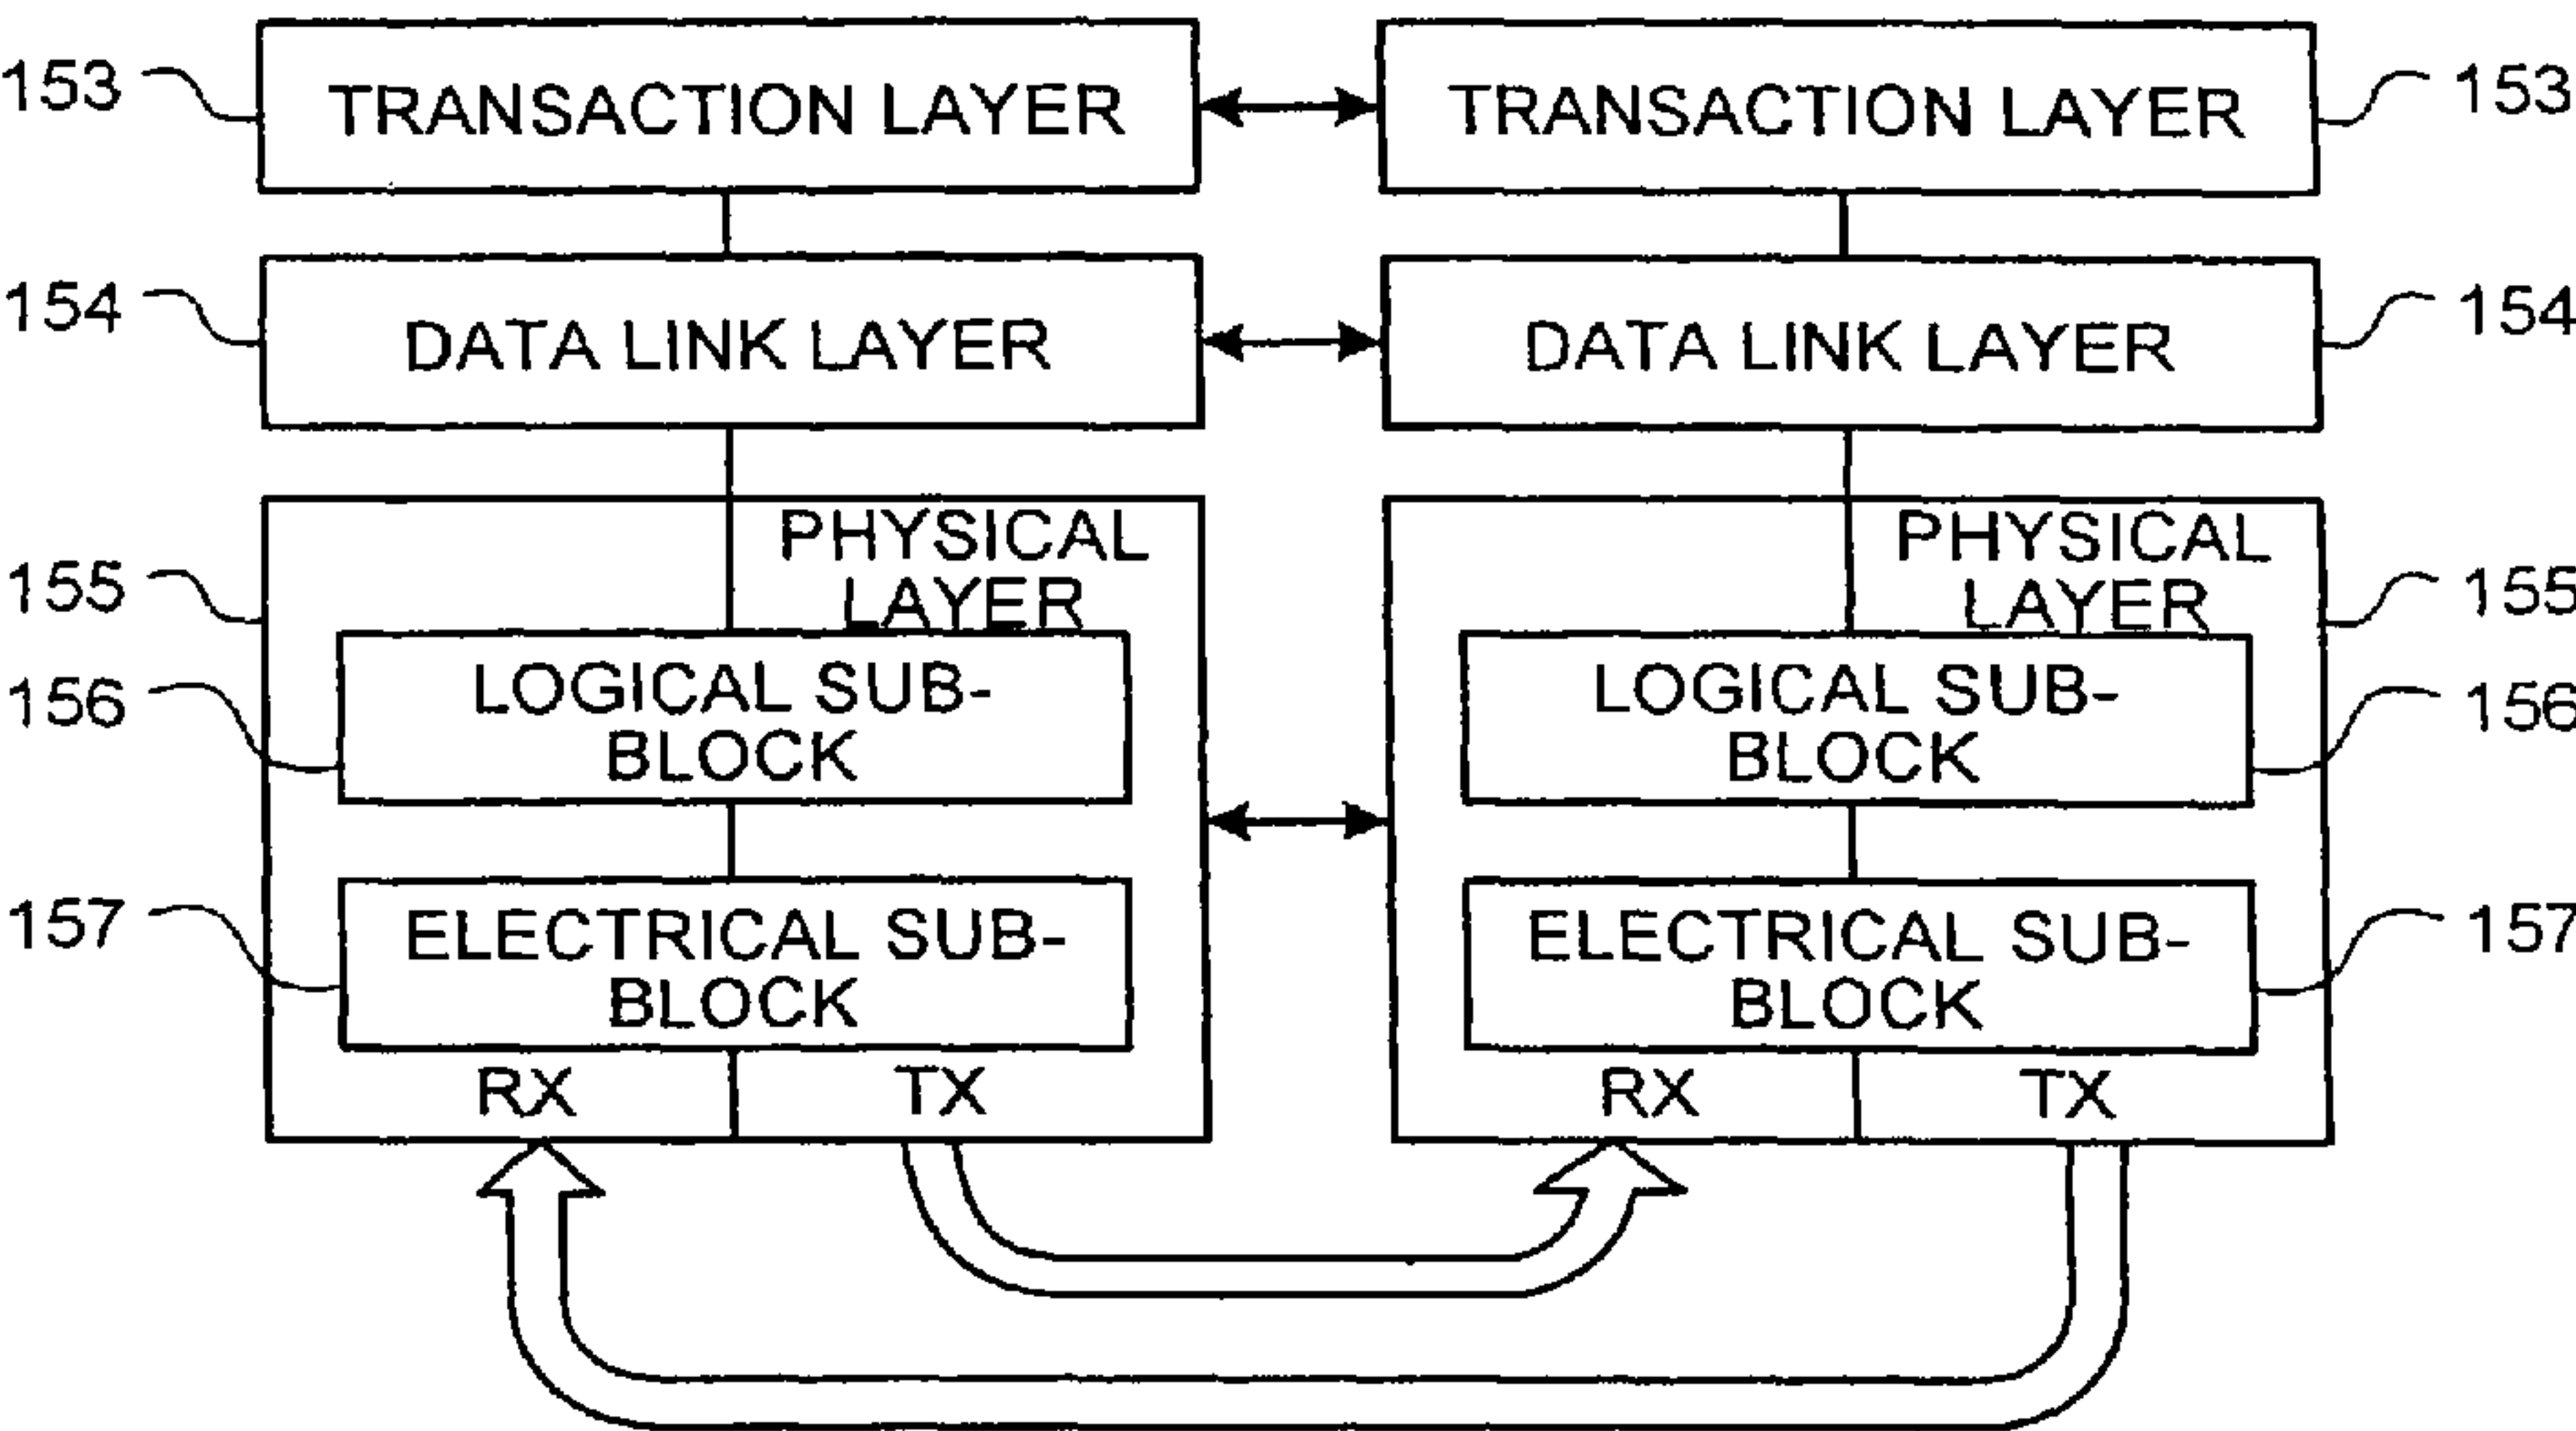 153 TRANSACTION LAYER TRANSACTION LAYER 153
154 DATA LINK LAYER DATA LINK LAYER 154
PHYSICAL PHYSICAL
155 LAYER LAYER 155
156 LOGICAL SUB- LOGICAL SUB- 156
BLOCK BLOCK
157 ELECTRICAL SUB- ELECTRICAL SUB- 157
BLOCK BLOCK
RX TX RX TX